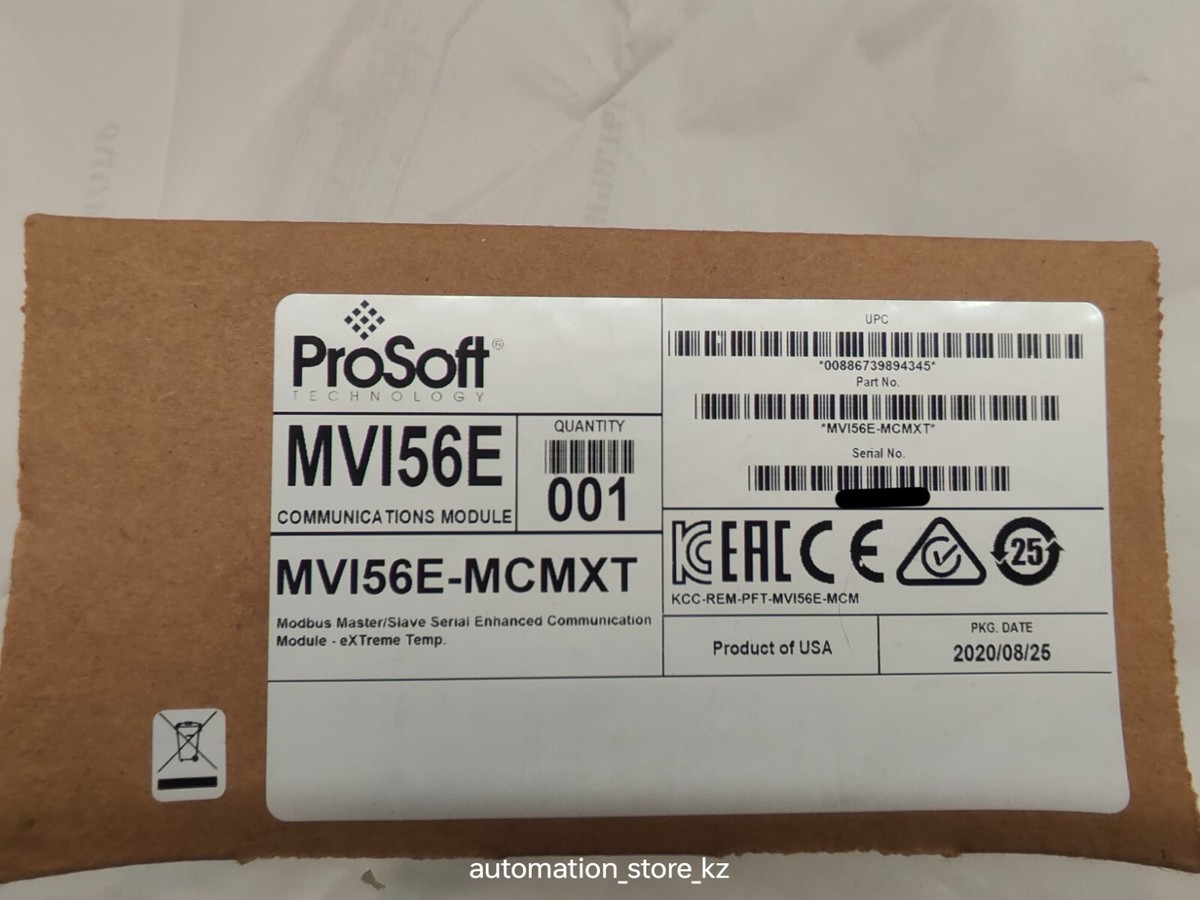 ProSoft®
TECHNOLOGY
MVI56E
COMMUNICATIONS MODULE
QUANTITY
001
MVI56E-MCMXT
Modbus Master/Slave Serial Enhanced Communication
Module - eXTreme Temp.
UPC
*00886739894345*
Part No.
*MVI56E-MCMXT*
Serial No.
KC EAC CE 25
KCC-REM-PFT-MVI56E-MCM
Product of USA
PKG. DATE
2020/08/25
automation_store_kz